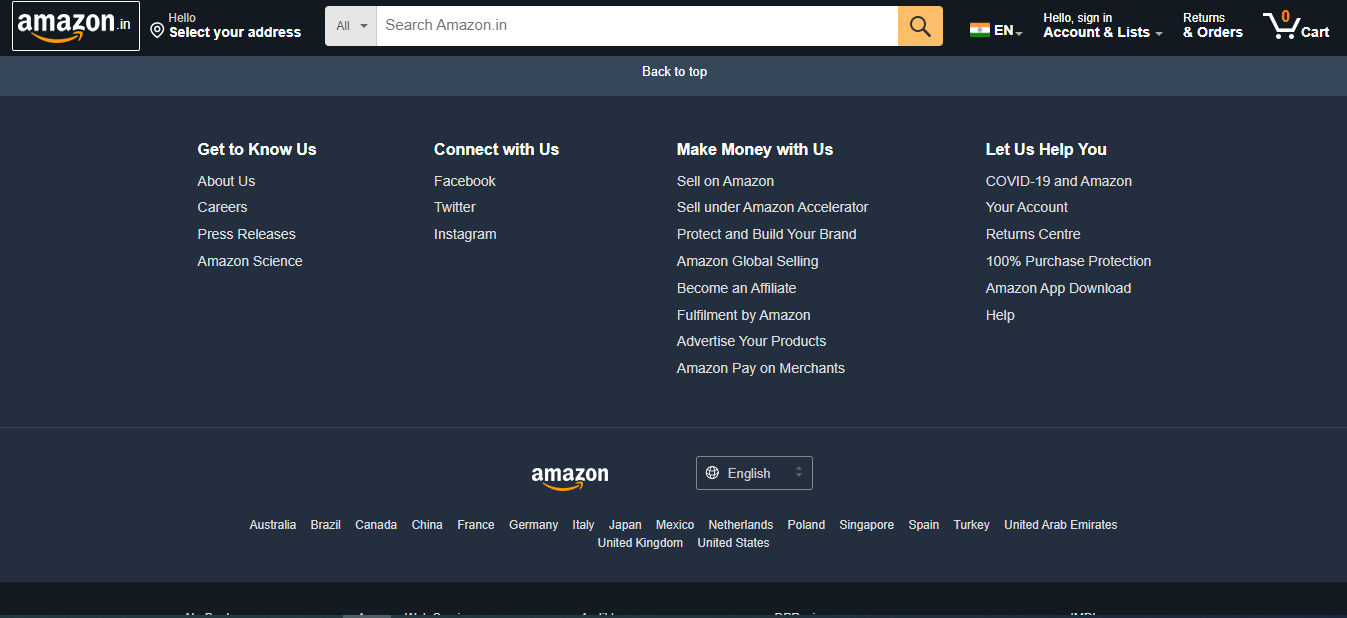 amazon.in
Hello
Select your address
All
Search Amazon.in
EN
Hello, sign in
Account & Lists
Returns
& Orders
0
Cart
Back to top
Get to Know Us
About Us
Careers
Press Releases
Amazon Science
Connect with Us
Facebook
Twitter
Instagram
Make Money with Us
Sell on Amazon
Sell under Amazon Accelerator
Protect and Build Your Brand
Amazon Global Selling
Become an Affiliate
Fulfilment by Amazon
Advertise Your Products
Amazon Pay on Merchants
Let Us Help You
COVID-19 and Amazon
Your Account
Returns Centre
100% Purchase Protection
Amazon App Download
Help
amazon
English
Australia Brazil Canada China France Germany Italy Japan Mexico Netherlands Poland Singapore Spain Turkey United Arab Emirates
United Kingdom United States